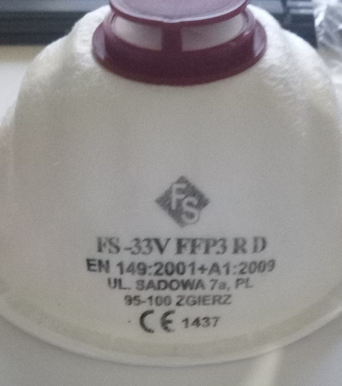 FS
FS-33V FFP3 R D
EN 149:2001+A1:2009
UL. SADOWA 7a, PL
95-100 ZGIERZ
CE 1437